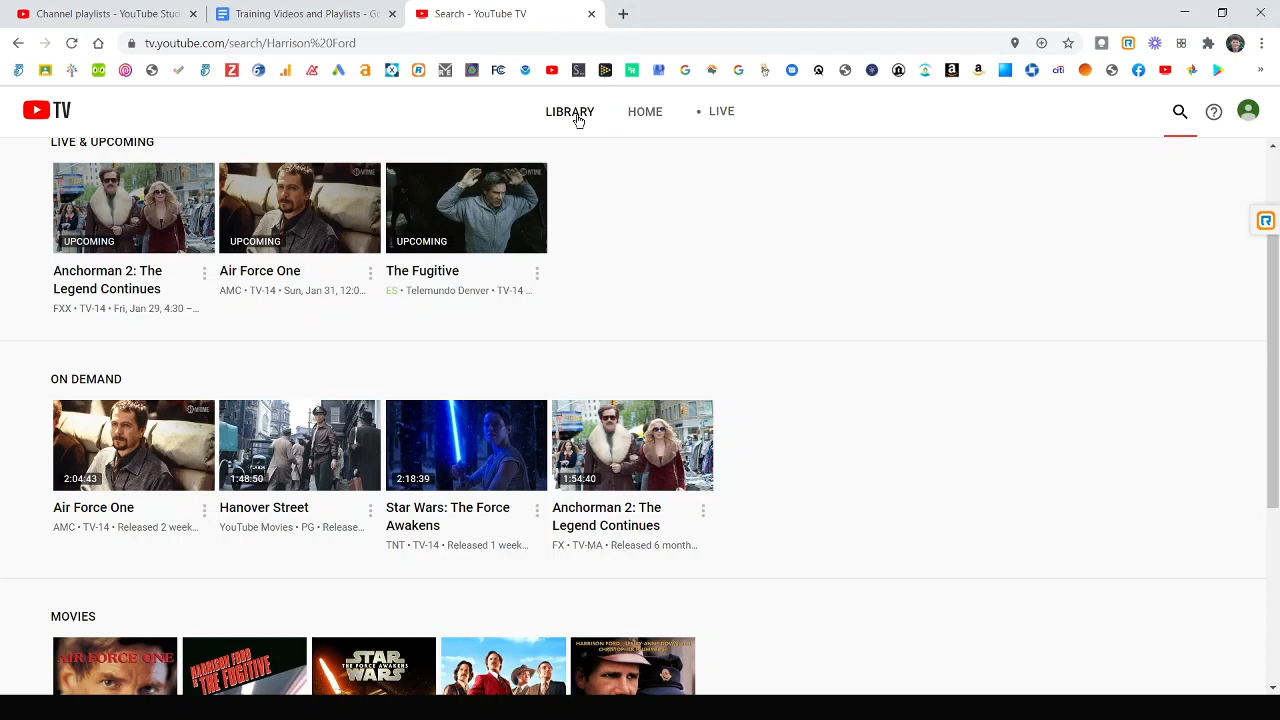 Channel playlists - YouTube Stud
Training Videos and Playlists - Go
Search - YouTube TV
tv.youtube.com/search/Harrison%20Ford
TV
LIBRARY
HOME
• LIVE
LIVE & UPCOMING
UPCOMING
UPCOMING
UPCOMING
Anchorman 2: The Legend Continues
FXX • TV-14 • Fri, Jan 29, 4:30 –...
Air Force One
AMC • TV-14 • Sun, Jan 31, 12:0...
The Fugitive
ES • Telemundo Denver • TV-14 ...
ON DEMAND
2:04:43
1:48:50
2:18:39
1:54:40
Air Force One
AMC • TV-14 • Released 2 week...
Hanover Street
YouTube Movies • PG • Release...
Star Wars: The Force Awakens
TNT • TV-14 • Released 1 week...
Anchorman 2: The Legend Continues
FX • TV-MA • Released 6 month...
MOVIES
AIR FORCE ONE
HARRISON FORD
THE FUGITIVE
STAR WARS
THE FORCE AWAKENS